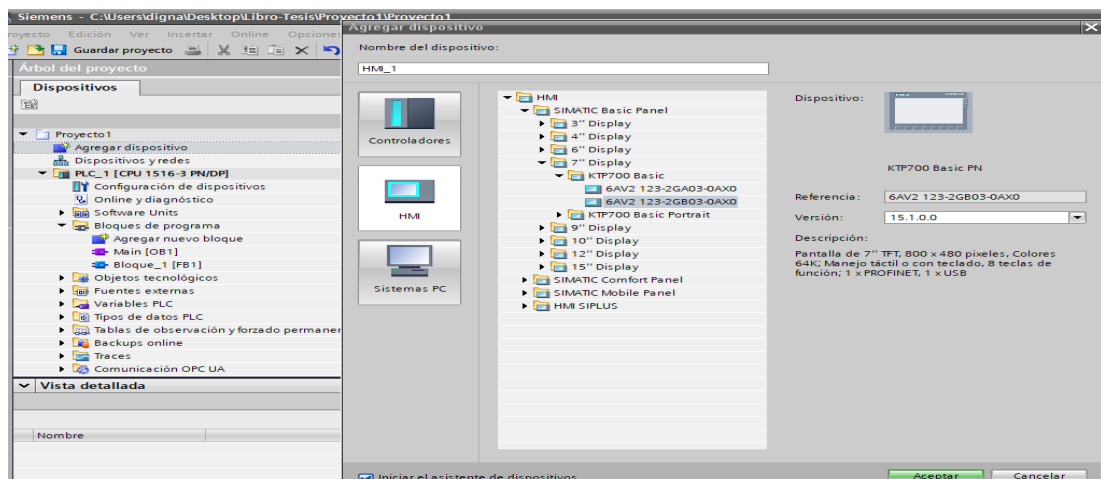 Siemens - C:\Users\digna\Desktop\Libro-Tesis\Proyecto1\Proyecto1
royecto Edición Ver Insertar Online Opcione
Guardar proyecto
Árbol del proyecto
Dispositivos
Proyecto1
Agregar dispositivo
Dispositivos y redes
PLC_1 [CPU 1516-3 PN/DP]
Configuración de dispositivos
Online y diagnóstico
Software Units
Bloques de programa
Agregar nuevo bloque
Main [OB1]
Bloque_1 [FB1]
Objetos tecnológicos
Fuentes externas
Variables PLC
Tipos de datos PLC
Tablas de observación y forzado permaner
Backups online
Traces
Comunicación OPC UA
Vista detallada
Nombre
Agregar dispositivo
Nombre del dispositivo:
HMI_1
Controladores
HMI
Sistemas PC
HMI
SIMATIC Basic Panel
3'' Display
4'' Display
6'' Display
7'' Display
KTP700 Basic
6AV2 123-2GA03-0AX0
6AV2 123-2GB03-0AX0
KTP700 Basic Portrait
9'' Display
10'' Display
12'' Display
15'' Display
SIMATIC Comfort Panel
SIMATIC Mobile Panel
HMI SIPLUS
Dispositivo:
KTP700 Basic PN
Referencia: 6AV2 123-2GB03-0AX0
Versión: 15.1.0.0
Descripción:
Pantalla de 7'' TFT, 800 x 480 píxeles, Colores
64K; Manejo táctil o con teclado, 8 teclas de
función; 1 x PROFINET, 1 x USB
Iniciar el asistente de dispositivos
Aceptar Cancelar